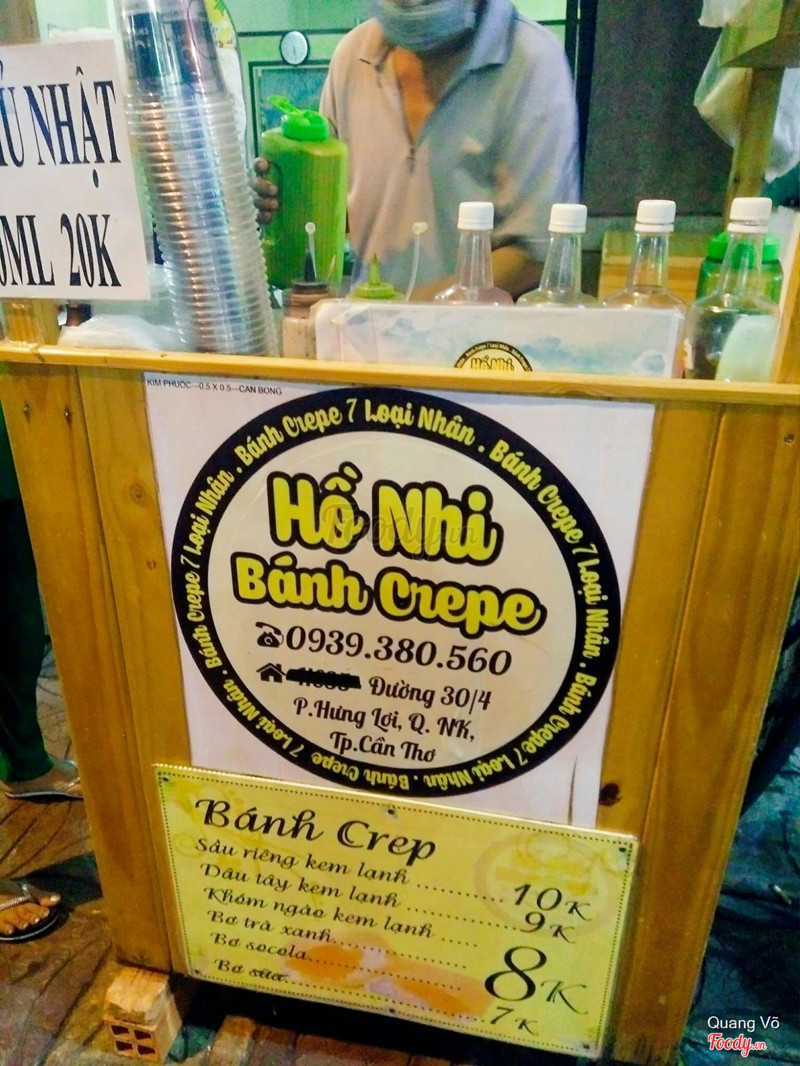 NHẬT
0ML 20K
Hồ Nhi
KIM PHƯỚC—0.5 X 0.5—CAN BONG
Bánh Crepe 7 Loại Nhân . Bánh Crepe 7 Loại Nhân . Bánh Crepe 7 Loại Nhân . Bánh Crepe 7 Loại Nhân .
Hồ Nhi
Bánh Crepe
0939.380.560
Đường 30/4
P.Hưng Lợi, Q. NK,
Tp.Cần Thơ
Bánh Crep
Sầu riêng kem lạnh .......... 10K
Dâu tây kem lạnh .......... 9K
Khóm ngào kem lạnh ....
Bơ trà xanh..........
Bơ socola.......... 8K
Bơ sữa.......... 7K
Quang Võ
Foody.vn